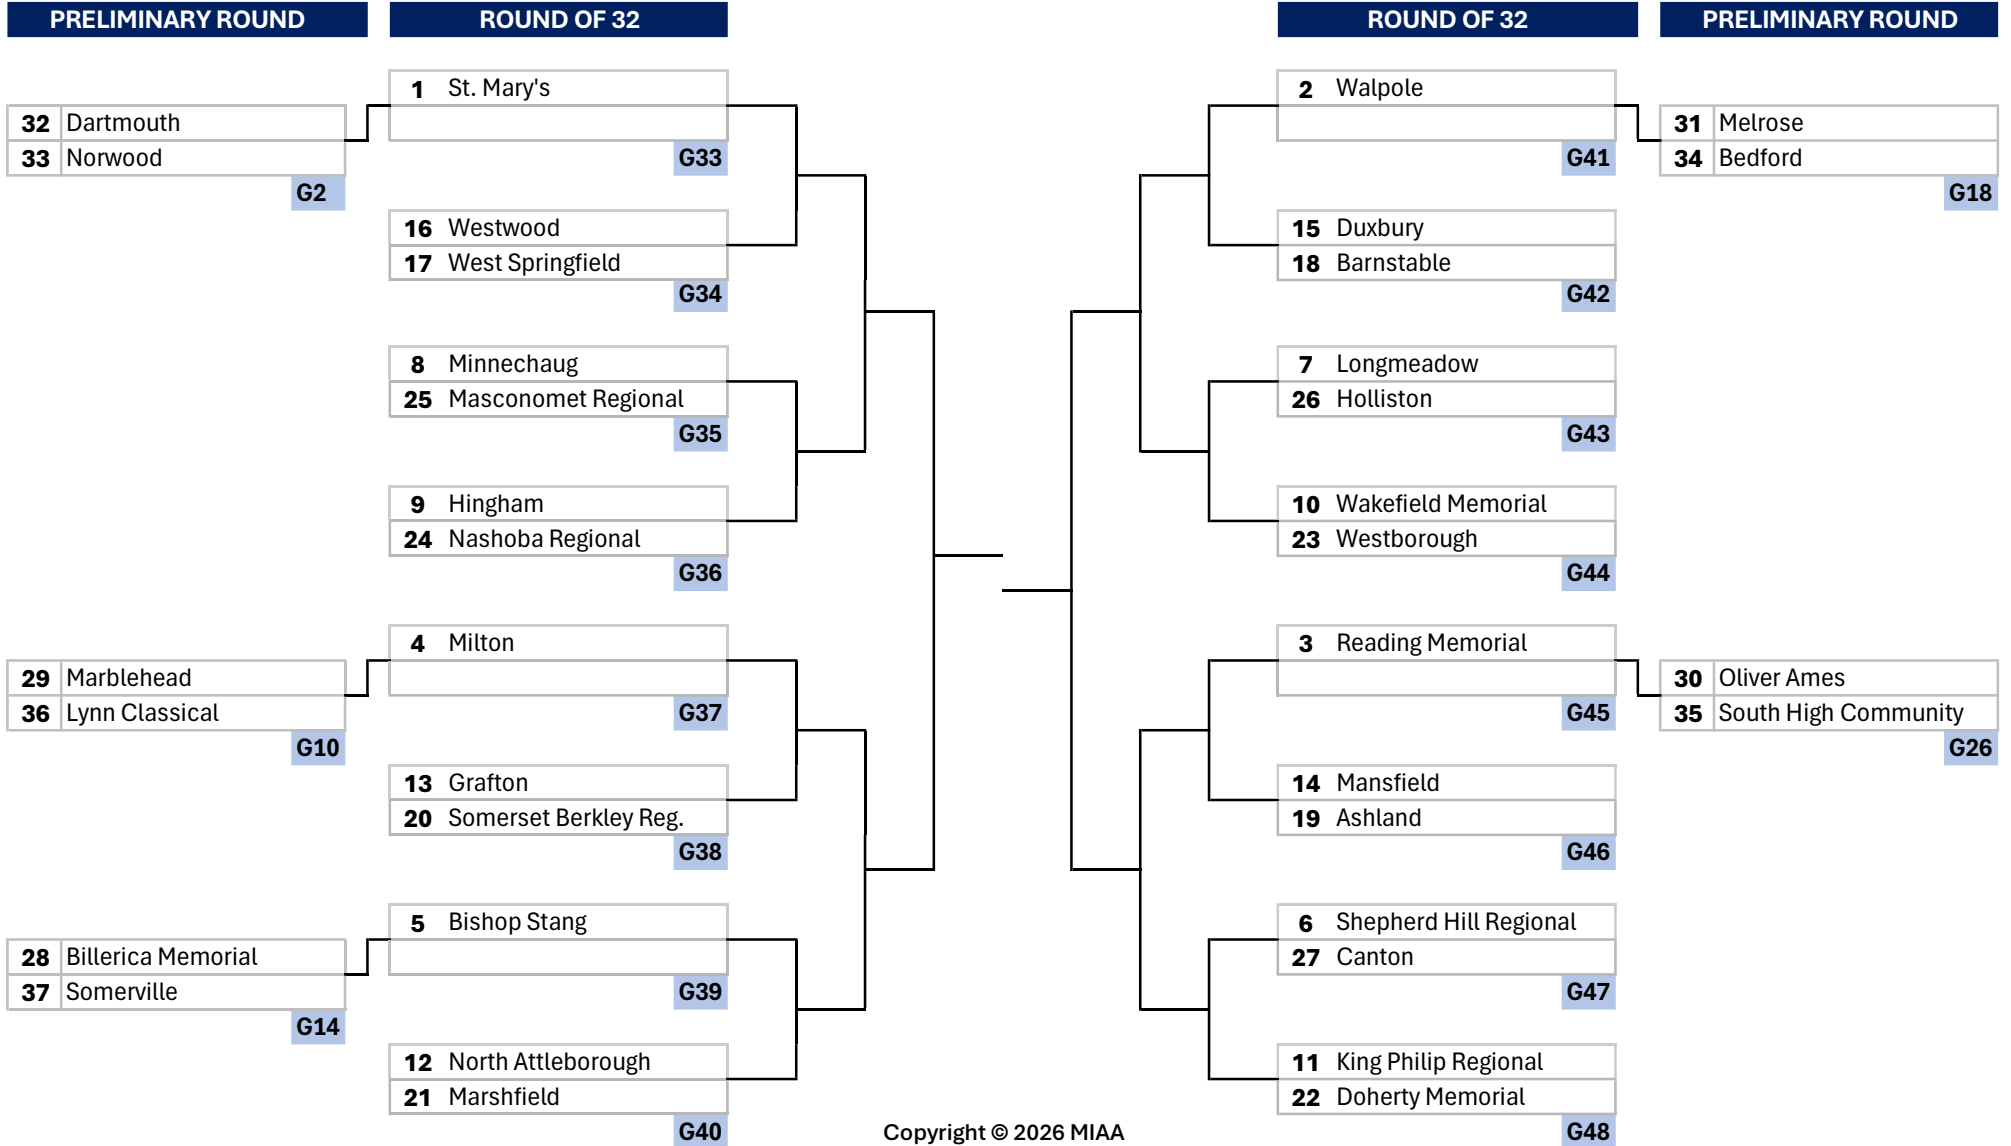 PRELIMINARY ROUND
ROUND OF 32
ROUND OF 32
PRELIMINARY ROUND
32 Dartmouth
33 Norwood
G2
29 Marblehead
36 Lynn Classical
G10
28 Billerica Memorial
37 Somerville
G14
1 St. Mary's
G33
16 Westwood
17 West Springfield
G34
8 Minnechaug
25 Masconomet Regional
G35
9 Hingham
24 Nashoba Regional
G36
4 Milton
G37
13 Grafton
20 Somerset Berkley Reg.
G38
5 Bishop Stang
G39
12 North Attleborough
21 Marshfield
G40
2 Walpole
G41
15 Duxbury
18 Barnstable
G42
7 Longmeadow
26 Holliston
G43
10 Wakefield Memorial
23 Westborough
G44
3 Reading Memorial
G45
14 Mansfield
19 Ashland
G46
6 Shepherd Hill Regional
27 Canton
G47
11 King Philip Regional
22 Doherty Memorial
G48
31 Melrose
34 Bedford
G18
30 Oliver Ames
35 South High Community
G26
Copyright © 2026 MIAA